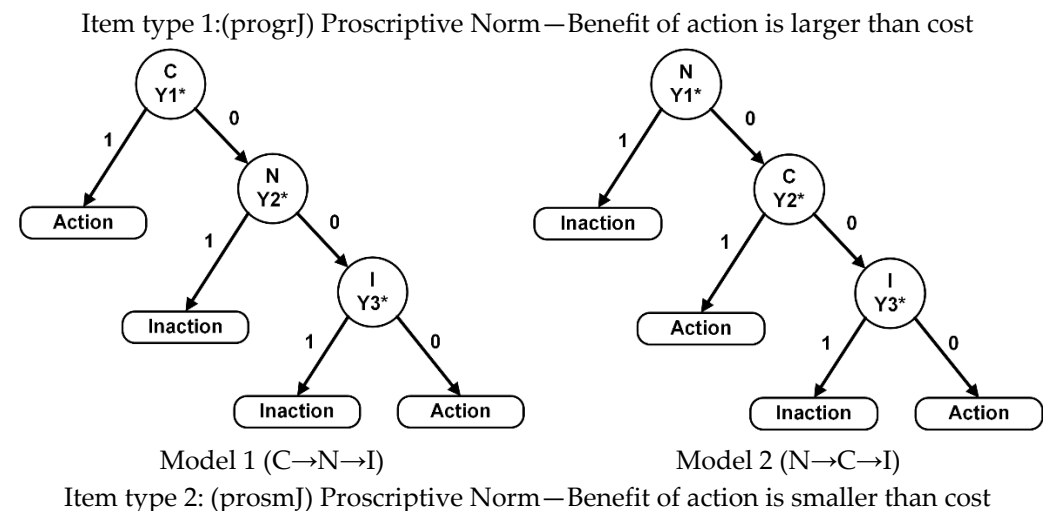 Item type 1:(progrJ) Proscriptive Norm—Benefit of action is larger than cost
C
Y1*
1
0
Action
N
Y2*
1
0
Inaction
I
Y3*
1
0
Inaction
Action
Model 1 (C→N→I)
N
Y1*
1
0
Inaction
C
Y2*
1
0
Action
I
Y3*
1
0
Inaction
Action
Model 2 (N→C→I)
Item type 2: (prosmJ) Proscriptive Norm—Benefit of action is smaller than cost